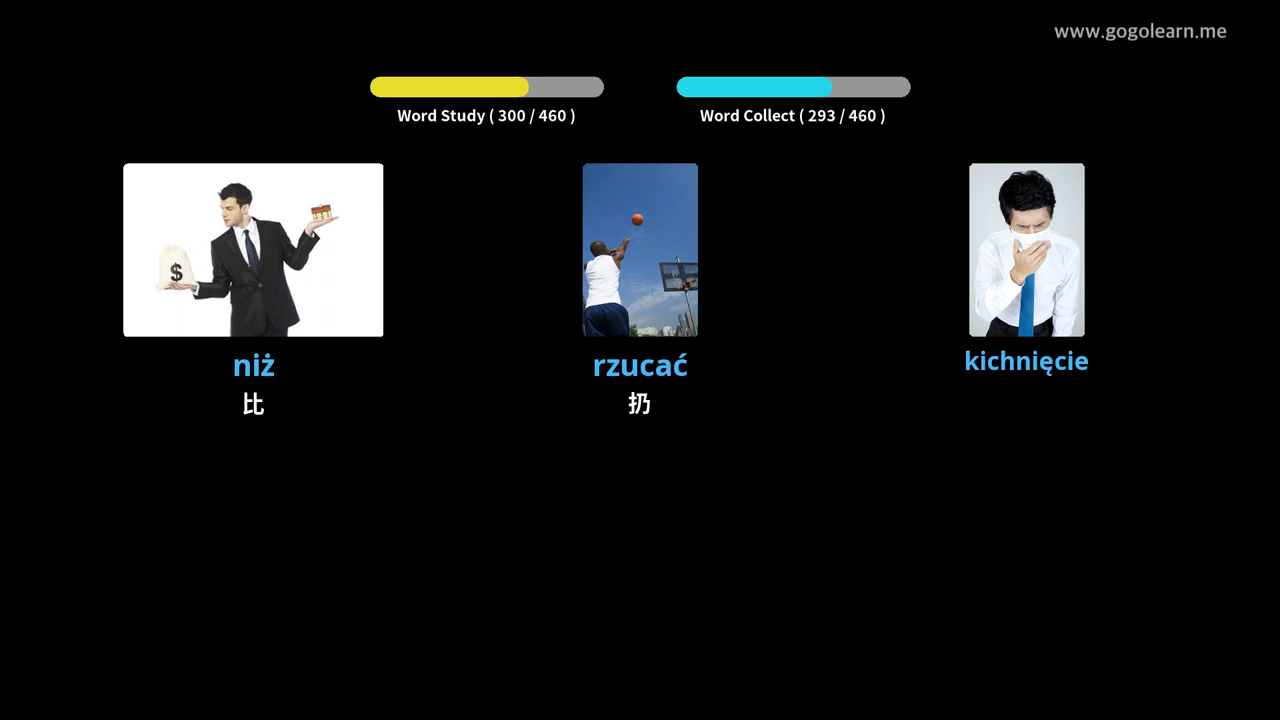 www.gogolearn.me
Word Study ( 300 / 460 )
Word Collect ( 293 / 460 )
$
niż
rzucać
kichnięcie
比
扔